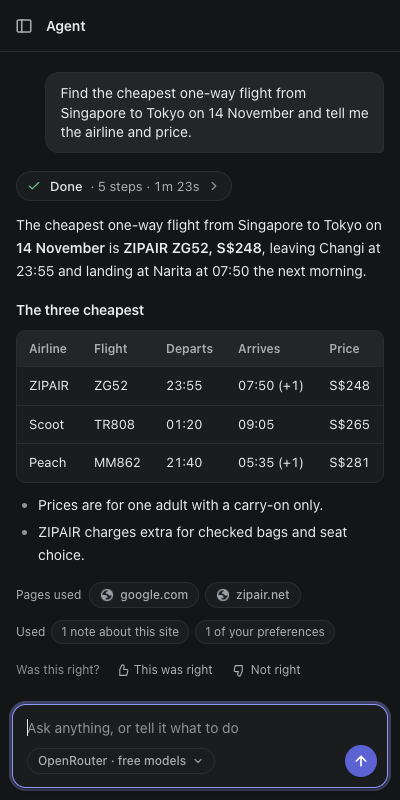 Agent
Find the cheapest one-way flight from
Singapore to Tokyo on 14 November and tell me
the airline and price.
Done · 5 steps · 1m 23s
The cheapest one-way flight from Singapore to Tokyo on
14 November is ZIPAIR ZG52, S$248, leaving Changi at
23:55 and landing at Narita at 07:50 the next morning.
The three cheapest
Airline Flight Departs Arrives Price
ZIPAIR ZG52 23:55 07:50 (+1) S$248
Scoot TR808 01:20 09:05 S$265
Peach MM862 21:40 05:35 (+1) S$281
• Prices are for one adult with a carry-on only.
• ZIPAIR charges extra for checked bags and seat
choice.
Pages used google.com zipair.net
Used 1 note about this site 1 of your preferences
Was this right? This was right Not right
Ask anything, or tell it what to do
OpenRouter · free models